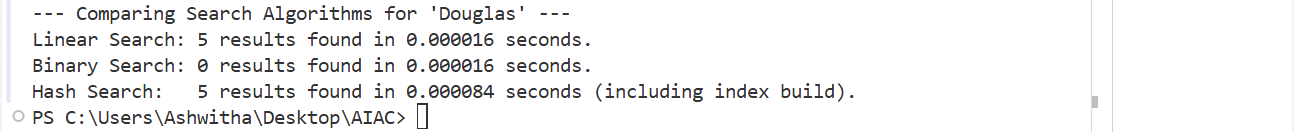 --- Comparing Search Algorithms for 'Douglas' ---
Linear Search: 5 results found in 0.000016 seconds.
Binary Search: 0 results found in 0.000016 seconds.
Hash Search:   5 results found in 0.000084 seconds (including index build).
PS C:\Users\Ashwitha\Desktop\AIAC>